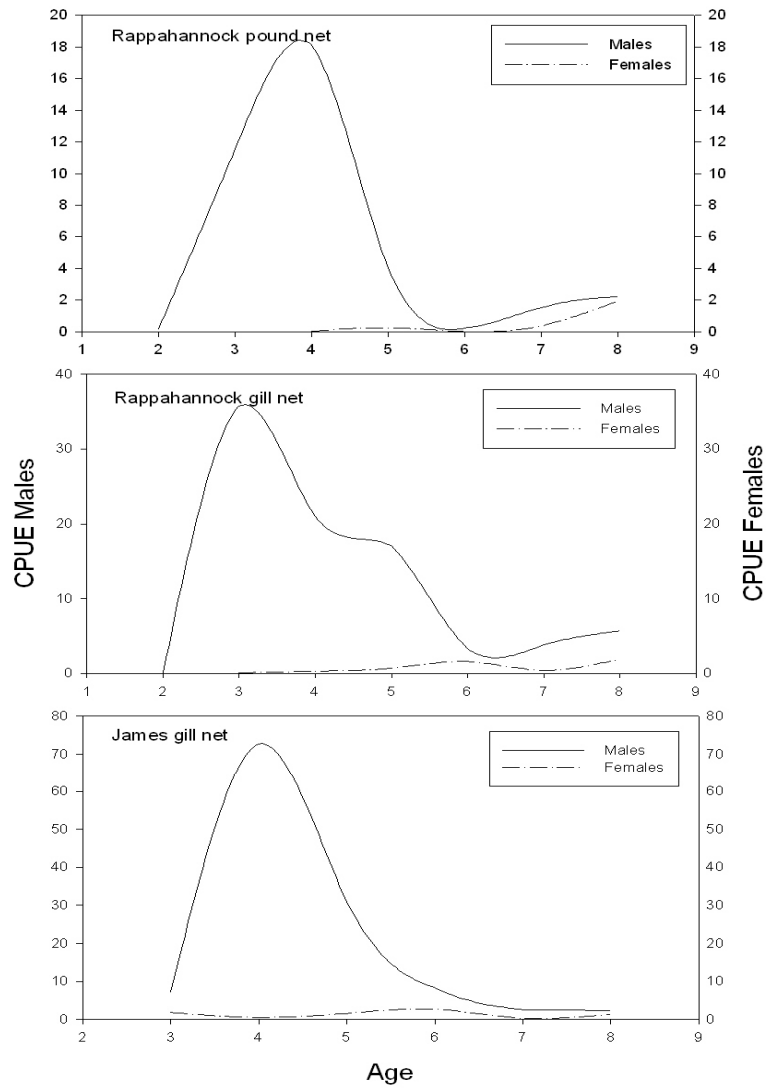 Rappahannock pound net
Males
Females
20 20
18 18
16 16
14 14
12 12
10 10
8 8
6 6
4 4
2 2
0 0
1 2 3 4 5 6 7 8 9
Rappahannock gill net
Males
Females
40 40
30 30
20 20
10 10
0 0
1 2 3 4 5 6 7 8 9
CPUE Males
CPUE Females
James gill net
Males
Females
80 80
70 70
60 60
50 50
40 40
30 30
20 20
10 10
0 0
2 3 4 5 6 7 8 9
Age